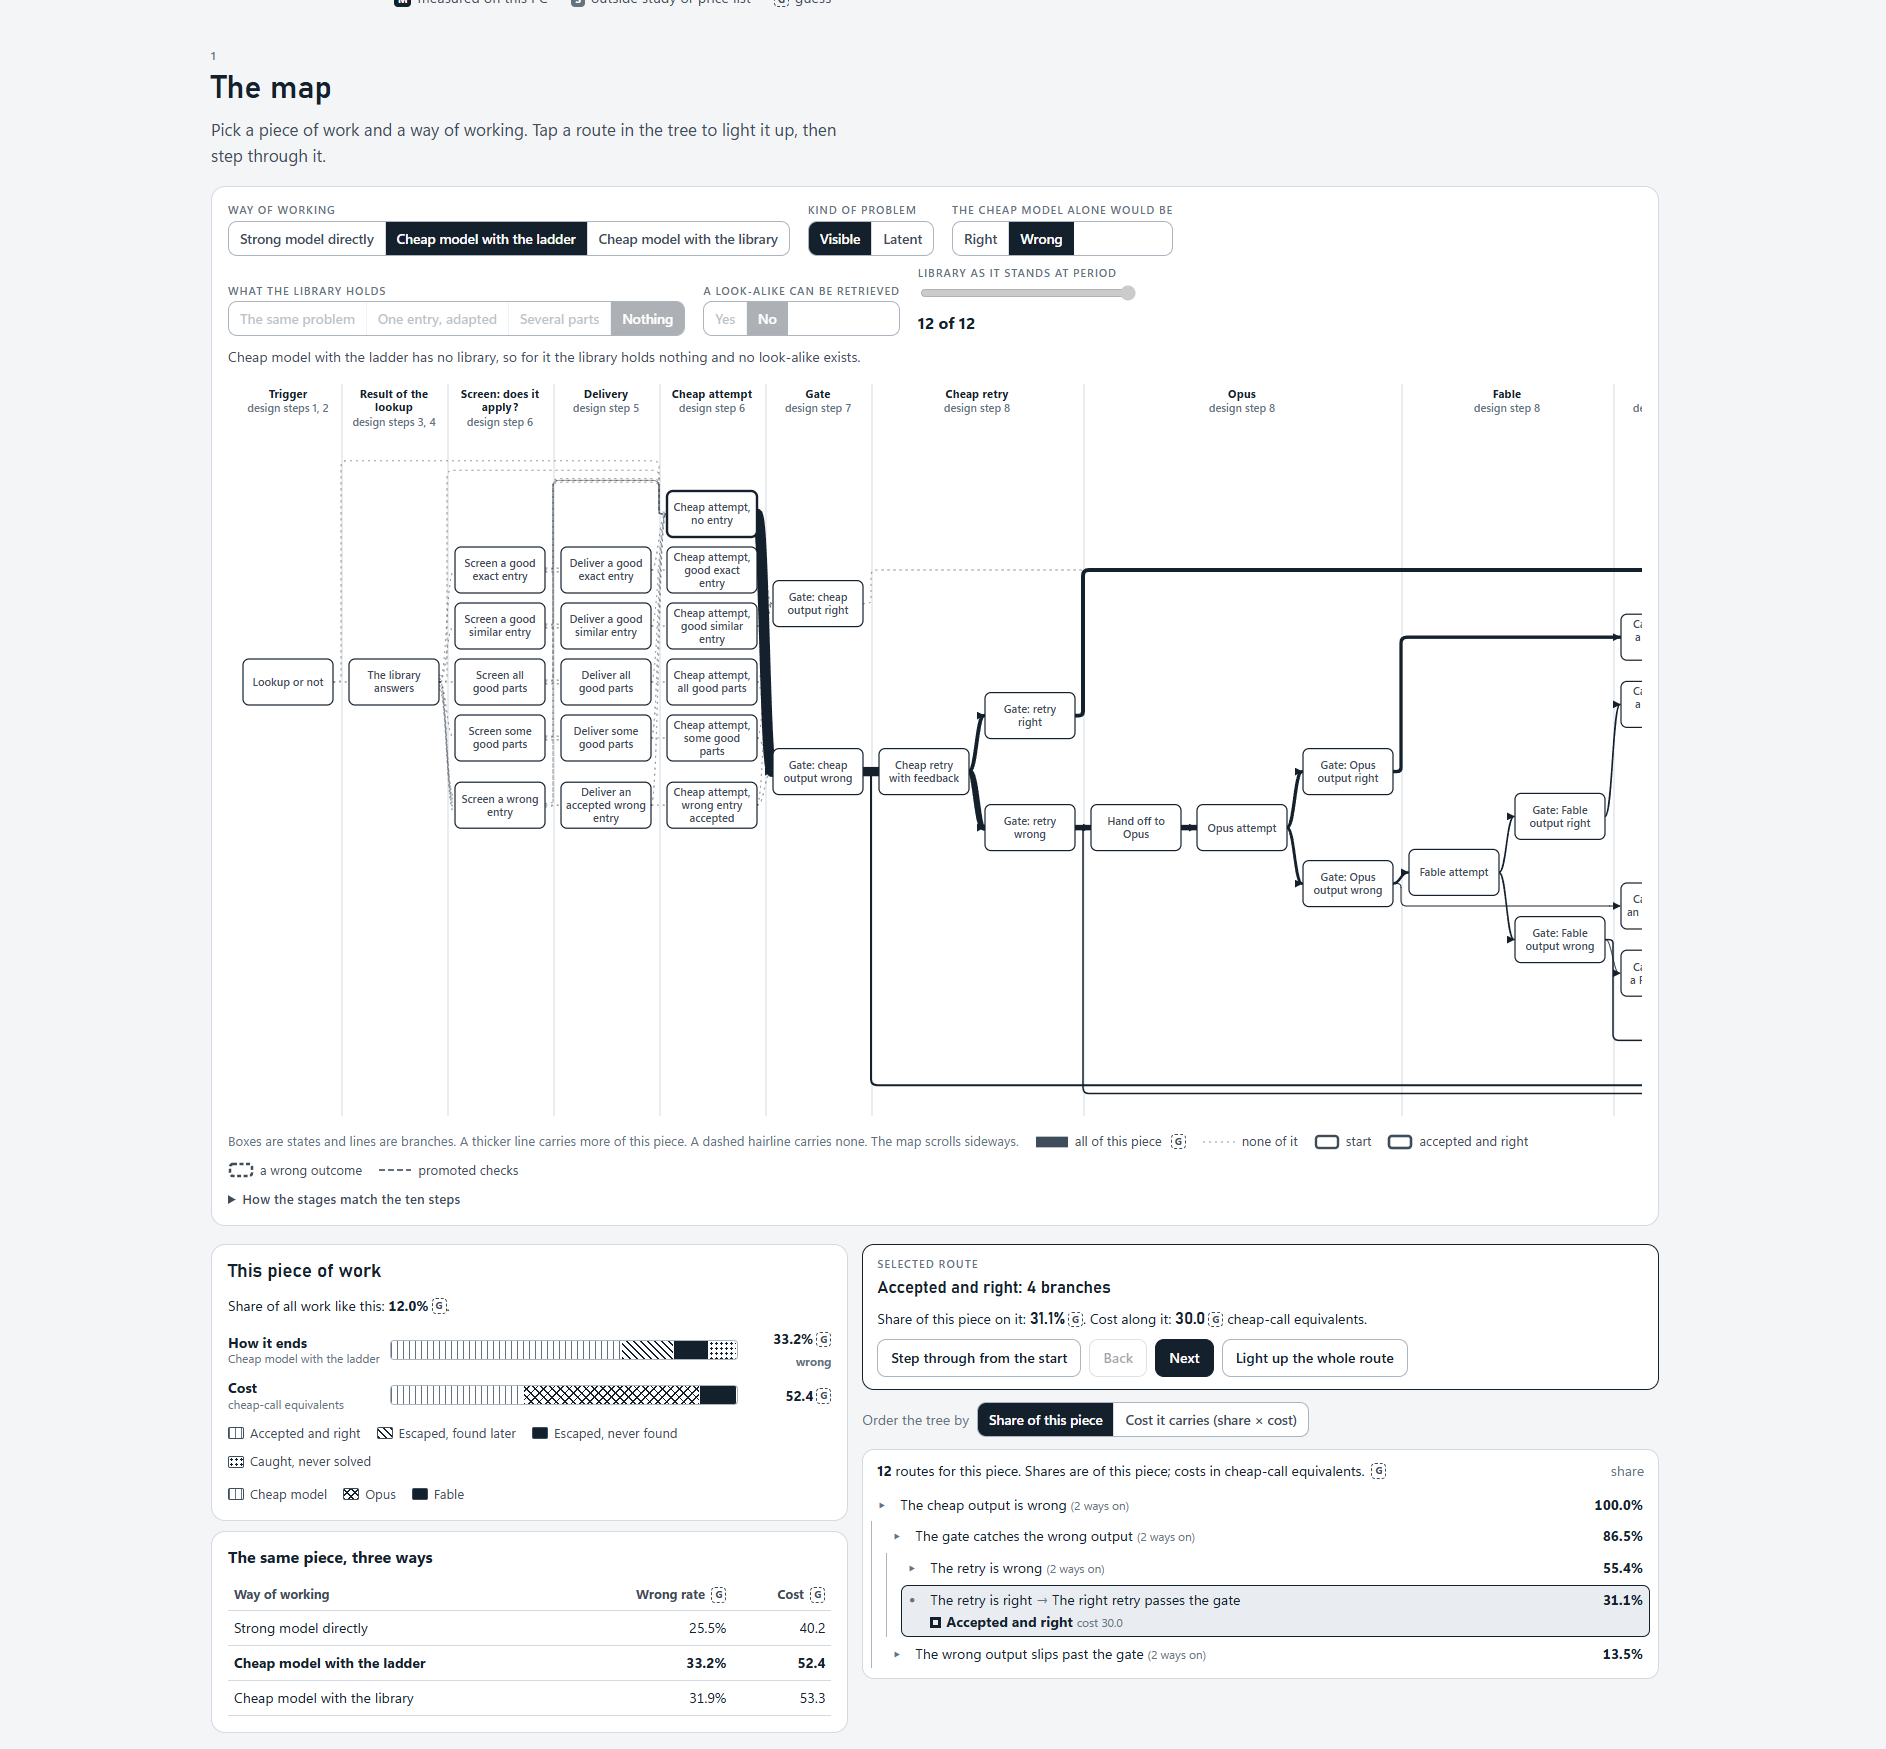 1
The map
Pick a piece of work and a way of working. Tap a route in the tree to light it up, then
step through it.
WAY OF WORKING
Strong model directly
Cheap model with the ladder
Cheap model with the library
KIND OF PROBLEM
Visible
Latent
THE CHEAP MODEL ALONE WOULD BE
Right
Wrong
WHAT THE LIBRARY HOLDS
The same problem
One entry, adapted
Several parts
Nothing
A LOOK-ALIKE CAN BE RETRIEVED
Yes
No
LIBRARY AS IT STANDS AT PERIOD
12 of 12
Cheap model with the ladder has no library, so for it the library holds nothing and no look-alike exists.
Trigger
design steps 1, 2
Result of the
lookup
design steps 3, 4
Screen: does it
apply?
design step 6
Delivery
design step 5
Cheap attempt
design step 6
Gate
design step 7
Cheap retry
design step 8
Opus
design step 8
Fable
design step 8
Lookup or not
The library
answers
Screen a good
exact entry
Screen a good
similar entry
Screen all
good parts
Screen some
good parts
Screen a wrong
entry
Deliver a good
exact entry
Deliver a good
similar entry
Deliver all
good parts
Deliver some
good parts
Deliver an
accepted wrong
entry
Cheap attempt,
no entry
Cheap attempt,
good exact
entry
Cheap attempt,
good similar
entry
Cheap attempt,
all good parts
Cheap attempt,
some good
parts
Cheap attempt,
wrong entry
accepted
Gate: cheap
output right
Gate: cheap
output wrong
Cheap retry
with feedback
Gate: retry
right
Gate: retry
wrong
Hand off to
Opus
Opus attempt
Gate: Opus
output right
Gate: Opus
output wrong
Fable attempt
Gate: Fable
output right
Gate: Fable
output wrong
Boxes are states and lines are branches. A thicker line carries more of this piece. A dashed hairline carries none. The map scrolls sideways.
all of this piece G
none of it
start
accepted and right
a wrong outcome
promoted checks
How the stages match the ten steps
This piece of work
Share of all work like this: 12.0% G.
How it ends
Cheap model with the ladder
33.2% G
wrong
Cost
cheap-call equivalents
52.4 G
Accepted and right
Escaped, found later
Escaped, never found
Caught, never solved
Cheap model
Opus
Fable
The same piece, three ways
Way of working Wrong rate G Cost G
Strong model directly 25.5% 40.2
Cheap model with the ladder 33.2% 52.4
Cheap model with the library 31.9% 53.3
SELECTED ROUTE
Accepted and right: 4 branches
Share of this piece on it: 31.1% G. Cost along it: 30.0 G cheap-call equivalents.
Step through from the start
Back
Next
Light up the whole route
Order the tree by
Share of this piece
Cost it carries (share × cost)
12 routes for this piece. Shares are of this piece; costs in cheap-call equivalents. G share
The cheap output is wrong (2 ways on) 100.0%
The gate catches the wrong output (2 ways on) 86.5%
The retry is wrong (2 ways on) 55.4%
The retry is right → The right retry passes the gate 31.1%
Accepted and right cost 30.0
The wrong output slips past the gate (2 ways on) 13.5%